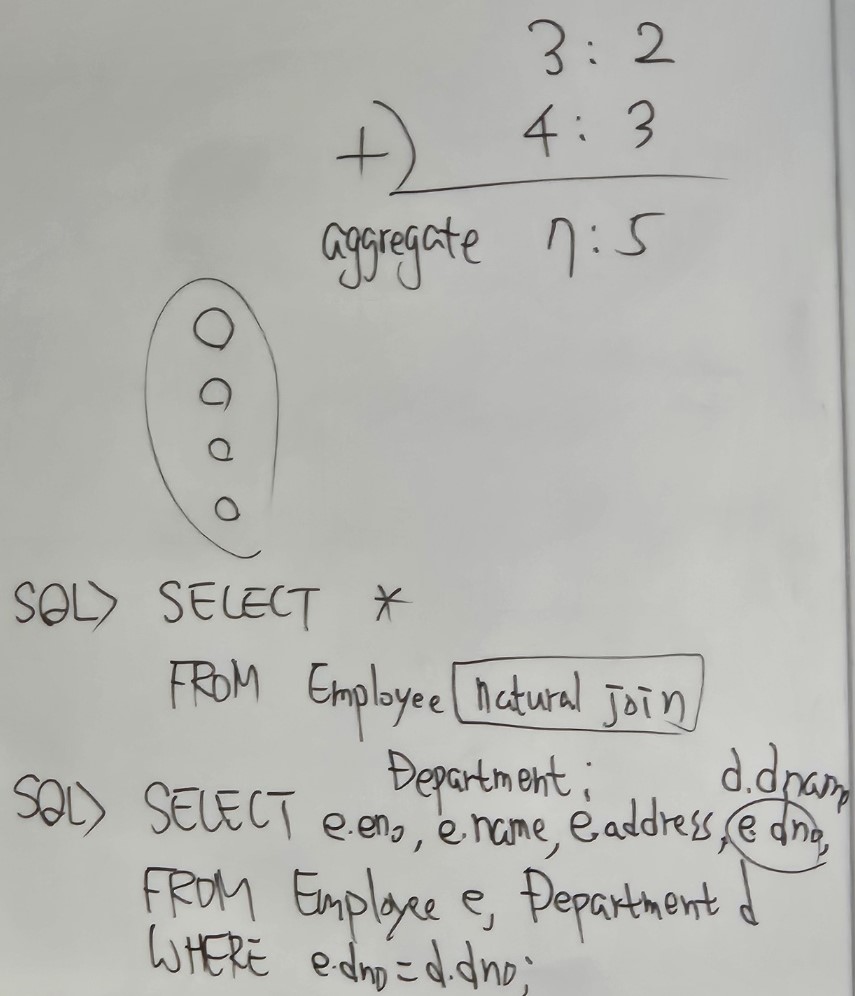 3 : 2
+) 4 : 3
aggregate 7 : 5
SQL> SELECT *
FROM Employee natural join
Department;
SQL> SELECT e.eno, e.name, e.address, e.dno, d.dnam
FROM Employee e, Department d
WHERE e.dno = d.dno;